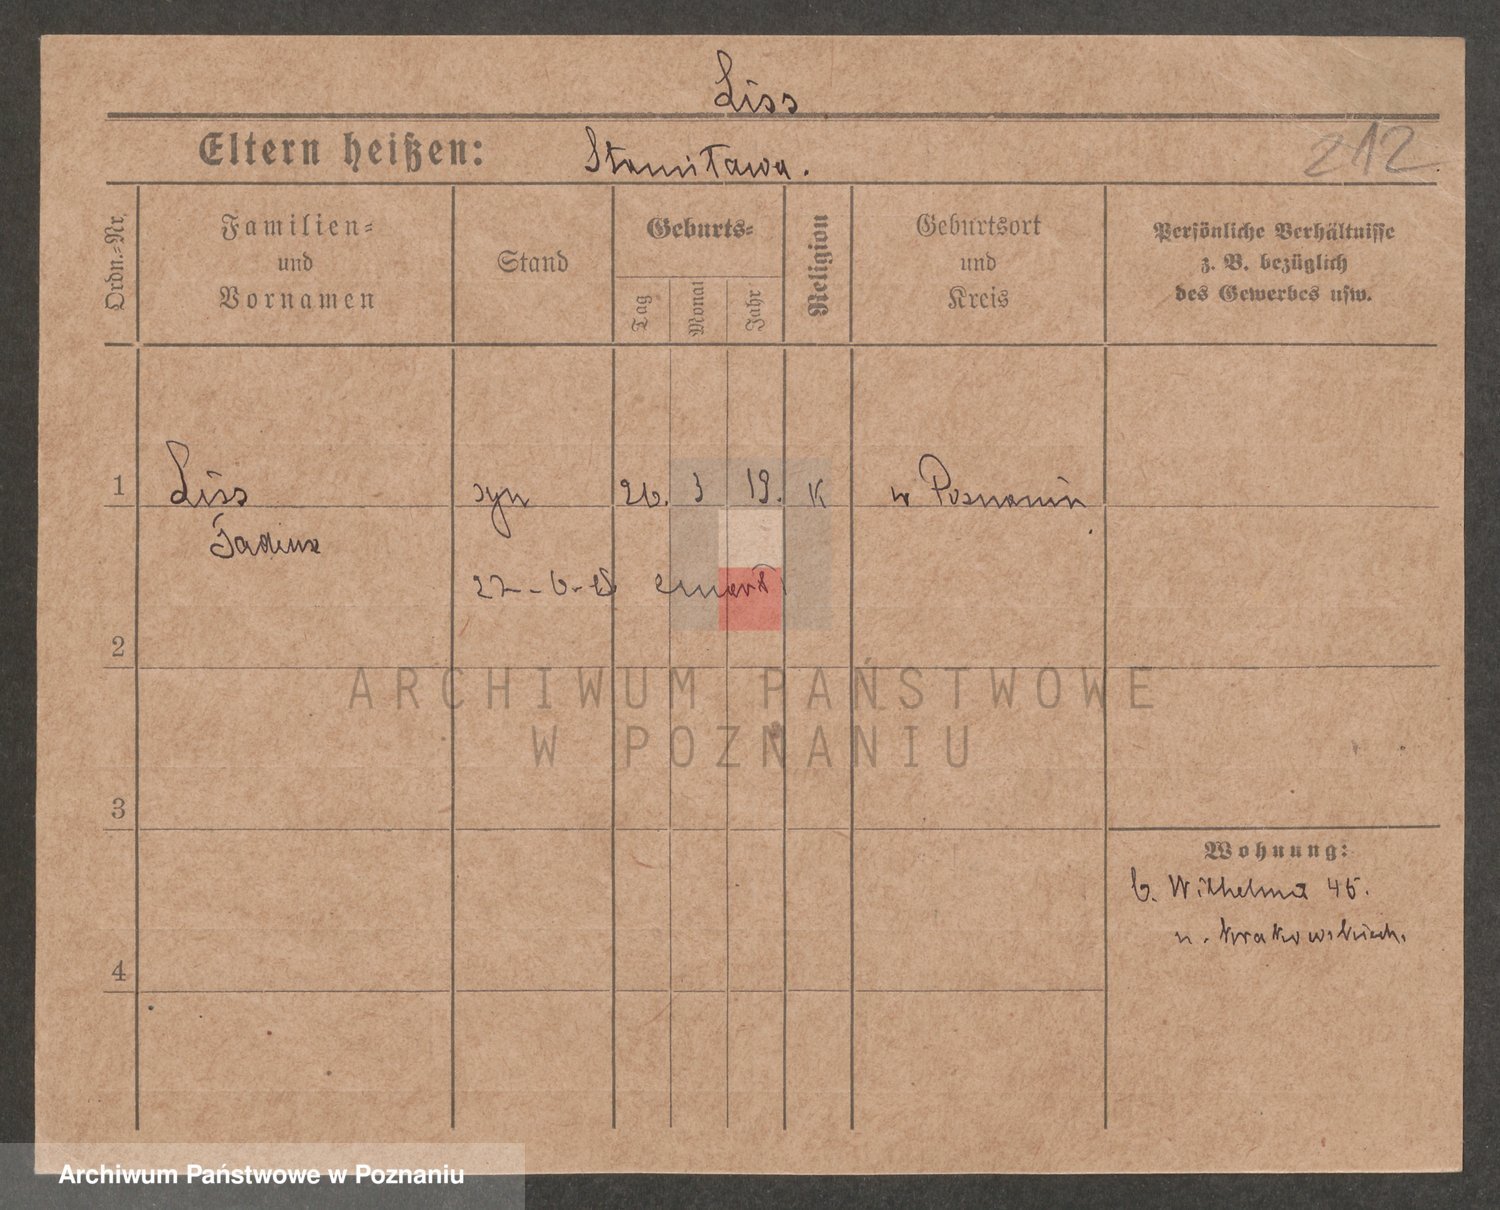 Liss
Eltern heißen: Stanisława.
212
Ordn.-Nr.
Familien-
und
Vornamen
Stand
Geburts-
Tag
Monat
Jahr
Religion
Geburtsort
und
Kreis
Persönliche Verhältnisse
z. B. bezüglich
des Gewerbes usw.
1 Liss syn 26. 3 19. K w Poznaniu
Tadeusz
22-6- zmarł
2
3
4
Wohnung:
b. Wilhelma 45.
ARCHIWUM PAŃSTWOWE
W POZNANIU
Archiwum Państwowe w Poznaniu